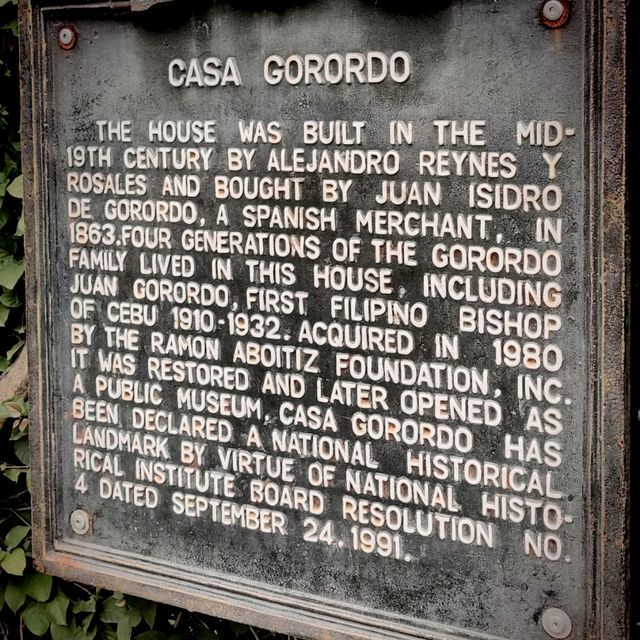 CASA GORORDO
THE HOUSE WAS BUILT IN THE MID-
19TH CENTURY BY ALEJANDRO REYNES Y
ROSALES AND BOUGHT BY JUAN ISIDRO
DE GORORDO, A SPANISH MERCHANT, IN
1863.FOUR GENERATIONS OF THE GORORDO
FAMILY LIVED IN THIS HOUSE, INCLUDING
JUAN GORORDO, FIRST FILIPINO BISHOP
OF CEBU 1910-1932. ACQUIRED IN 1980
BY THE RAMON ABOITIZ FOUNDATION, INC.
IT WAS RESTORED AND LATER OPENED AS
A PUBLIC MUSEUM, CASA GORORDO HAS
BEEN DECLARED A NATIONAL HISTORICAL
LANDMARK BY VIRTUE OF NATIONAL HISTO-
RICAL INSTITUTE BOARD RESOLUTION NO.
4 DATED SEPTEMBER 24, 1991.